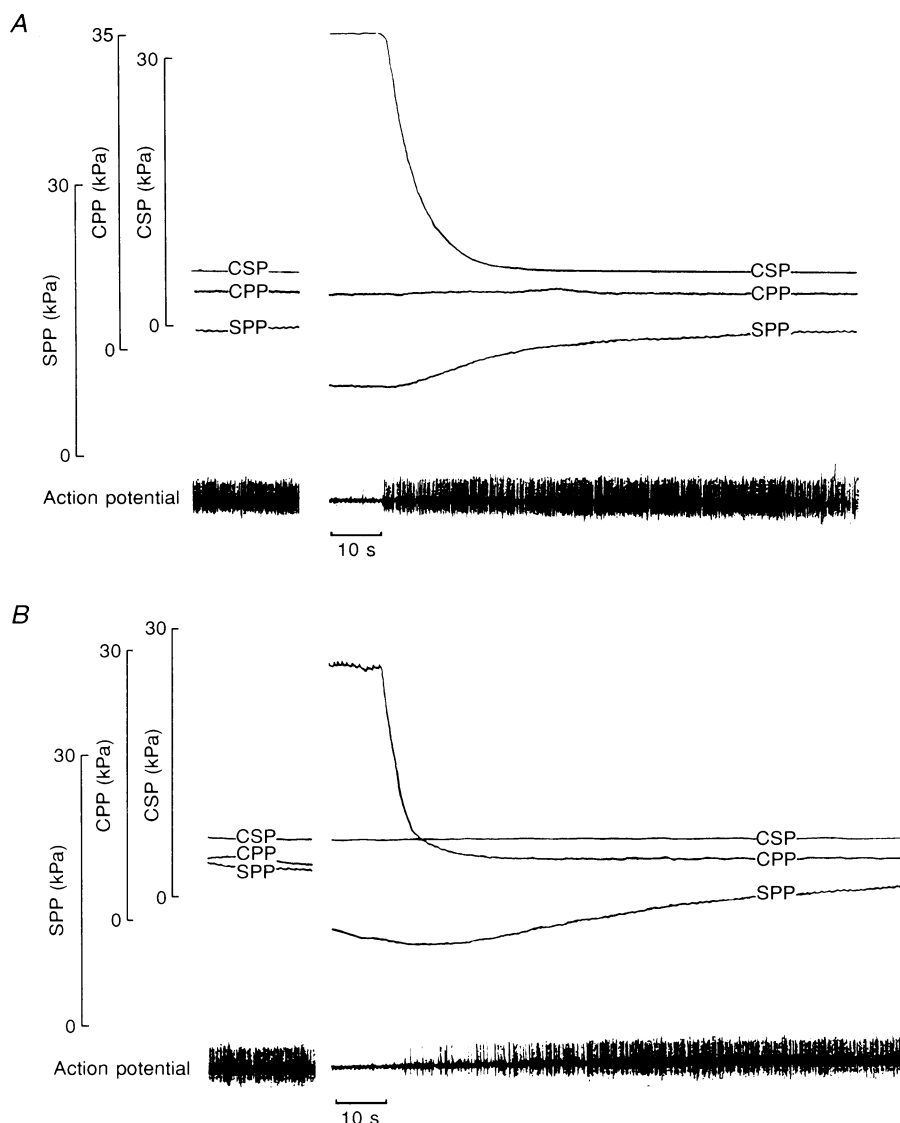 A
35
30
CPP (kPa)
CSP (kPa)
30
SPP (kPa)
CSP
CPP
SPP
CSP
CPP
SPP
0
0
0
Action potential
10 s
B
30
30
CPP (kPa)
CSP (kPa)
30
SPP (kPa)
CSP
CPP
SPP
CSP
CPP
SPP
0
0
0
Action potential
10 s